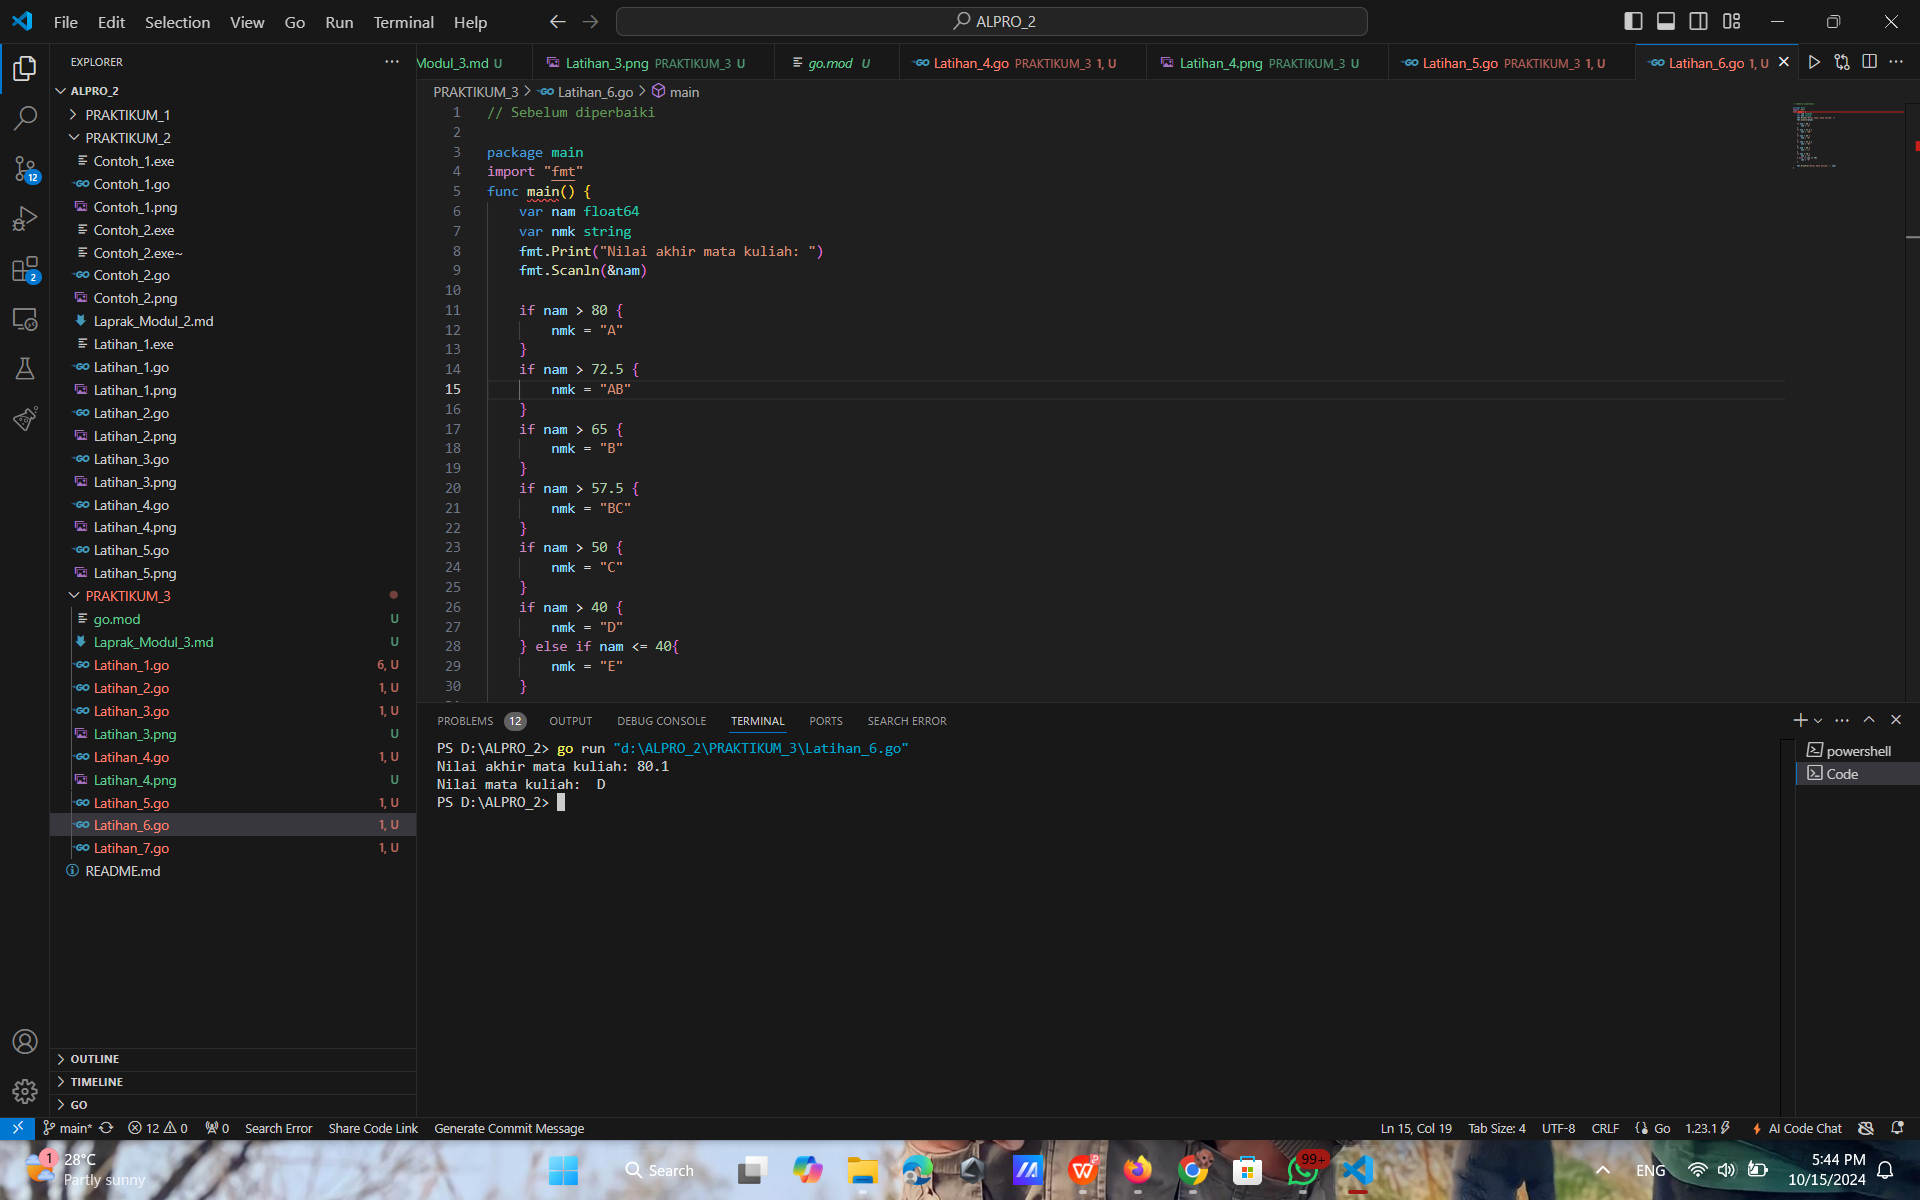 File Edit Selection View Go Run Terminal Help
ALPRO_2
EXPLORER
ALPRO_2
PRAKTIKUM_1
PRAKTIKUM_2
Contoh_1.exe
Contoh_1.go
Contoh_1.png
Contoh_2.exe
Contoh_2.exe~
Contoh_2.go
Contoh_2.png
Laprak_Modul_2.md
Latihan_1.exe
Latihan_1.go
Latihan_1.png
Latihan_2.go
Latihan_2.png
Latihan_3.go
Latihan_3.png
Latihan_4.go
Latihan_4.png
Latihan_5.go
Latihan_5.png
PRAKTIKUM_3
go.mod U
Laprak_Modul_3.md U
Latihan_1.go 6, U
Latihan_2.go 1, U
Latihan_3.go 1, U
Latihan_3.png U
Latihan_4.go 1, U
Latihan_4.png U
Latihan_5.go 1, U
Latihan_6.go 1, U
Latihan_7.go 1, U
README.md
OUTLINE
TIMELINE
GO
12
2
Modul_3.md U Latihan_3.png PRAKTIKUM_3 U go.mod U Latihan_4.go PRAKTIKUM_3 1, U Latihan_4.png PRAKTIKUM_3 U Latihan_5.go PRAKTIKUM_3 1, U Latihan_6.go 1, U
PRAKTIKUM_3 > Latihan_6.go > main
1 // Sebelum diperbaiki
2
3 package main
4 import "fmt"
5 func main() {
6 var nam float64
7 var nmk string
8 fmt.Print("Nilai akhir mata kuliah: ")
9 fmt.Scanln(&nam)
10
11 if nam > 80 {
12 nmk = "A"
13 }
14 if nam > 72.5 {
15 nmk = "AB"
16 }
17 if nam > 65 {
18 nmk = "B"
19 }
20 if nam > 57.5 {
21 nmk = "BC"
22 }
23 if nam > 50 {
24 nmk = "C"
25 }
26 if nam > 40 {
27 nmk = "D"
28 } else if nam <= 40{
29 nmk = "E"
30 }
PROBLEMS 12 OUTPUT DEBUG CONSOLE TERMINAL PORTS SEARCH ERROR
PS D:\ALPRO_2> go run "d:\ALPRO_2\PRAKTIKUM_3\Latihan_6.go"
Nilai akhir mata kuliah: 80.1
Nilai mata kuliah:  D
PS D:\ALPRO_2>
powershell
Code
main* 12 0 0 Search Error Share Code Link Generate Commit Message Ln 15, Col 19 Tab Size: 4 UTF-8 CRLF Go 1.23.1 AI Code Chat
1
28°C
Partly sunny
Search
99+
ENG
5:44 PM
10/15/2024